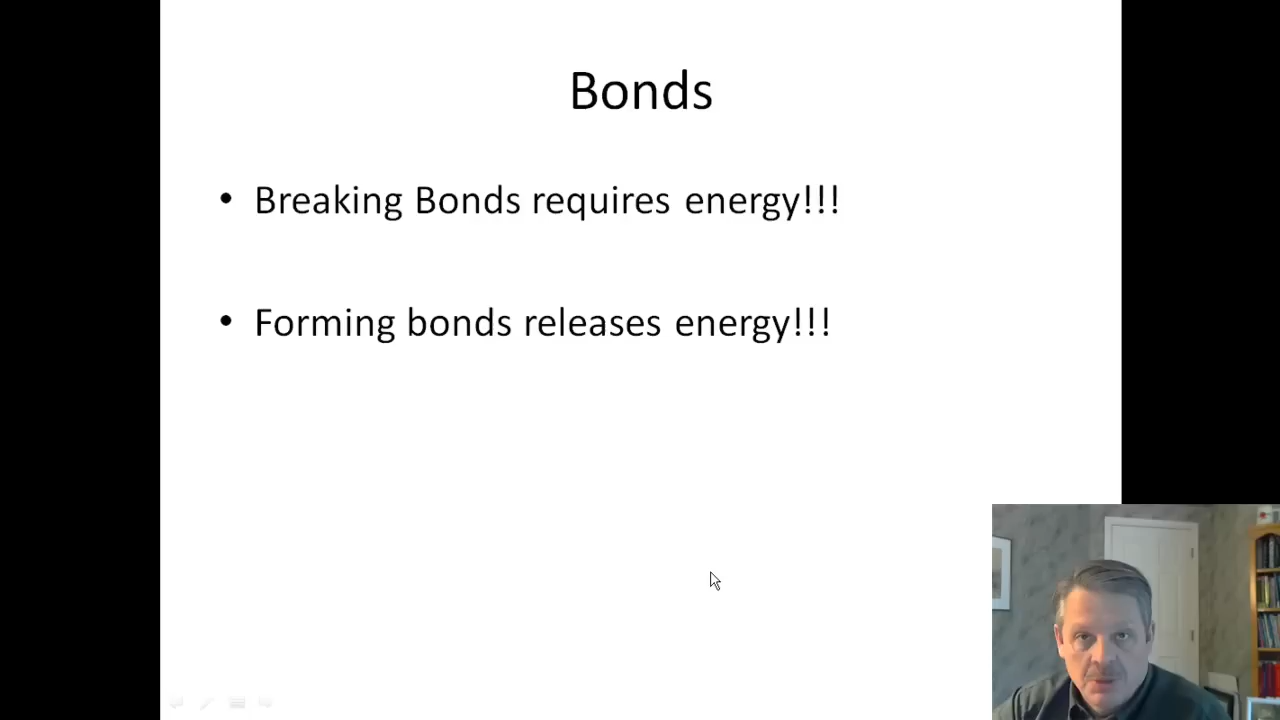 Bonds
• Breaking Bonds requires energy!!!
• Forming bonds releases energy!!!